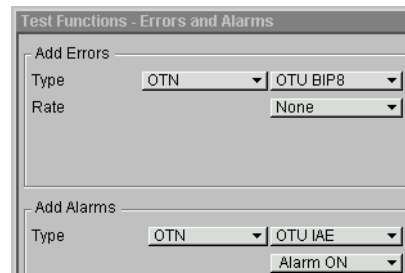 Test Functions - Errors and Alarms
Add Errors
Type OTN OTU BIP8
Rate None
Add Alarms
Type OTN OTU IAE
Alarm ON